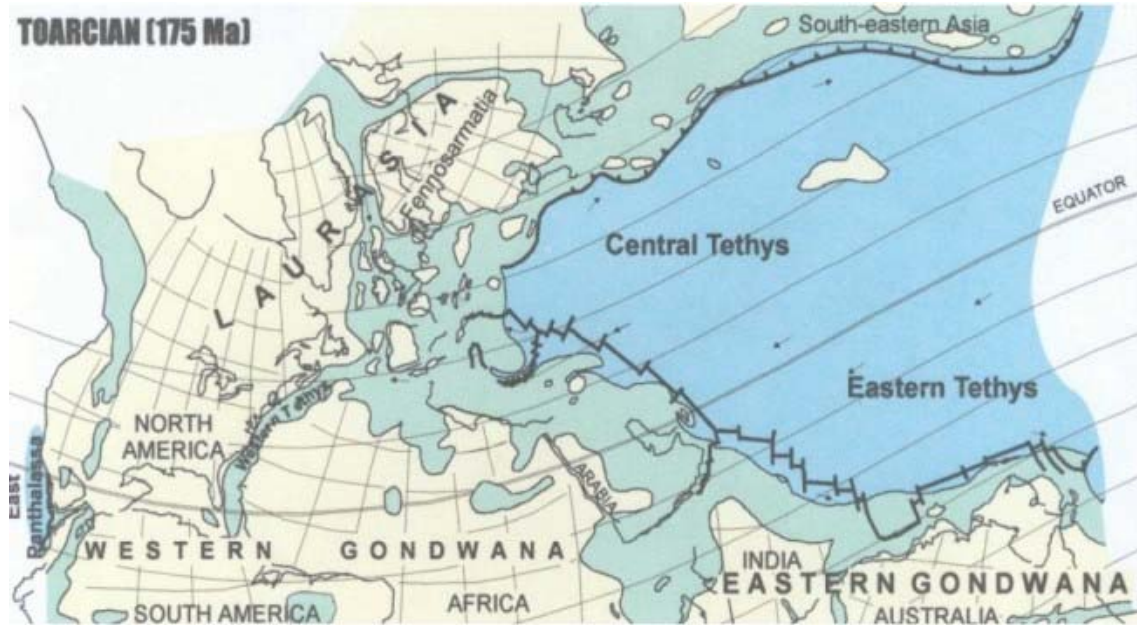 TOARCIAN (175 Ma)
South-eastern Asia
LAURASIA
Fennosarmatia
EQUATOR
Central Tethys
Eastern Tethys
Western Tethys
NORTH
AMERICA
East
Panthalassa
ARABIA
WESTERN GONDWANA
INDIA
EASTERN GONDWANA
SOUTH AMERICA
AFRICA
AUSTRALIA